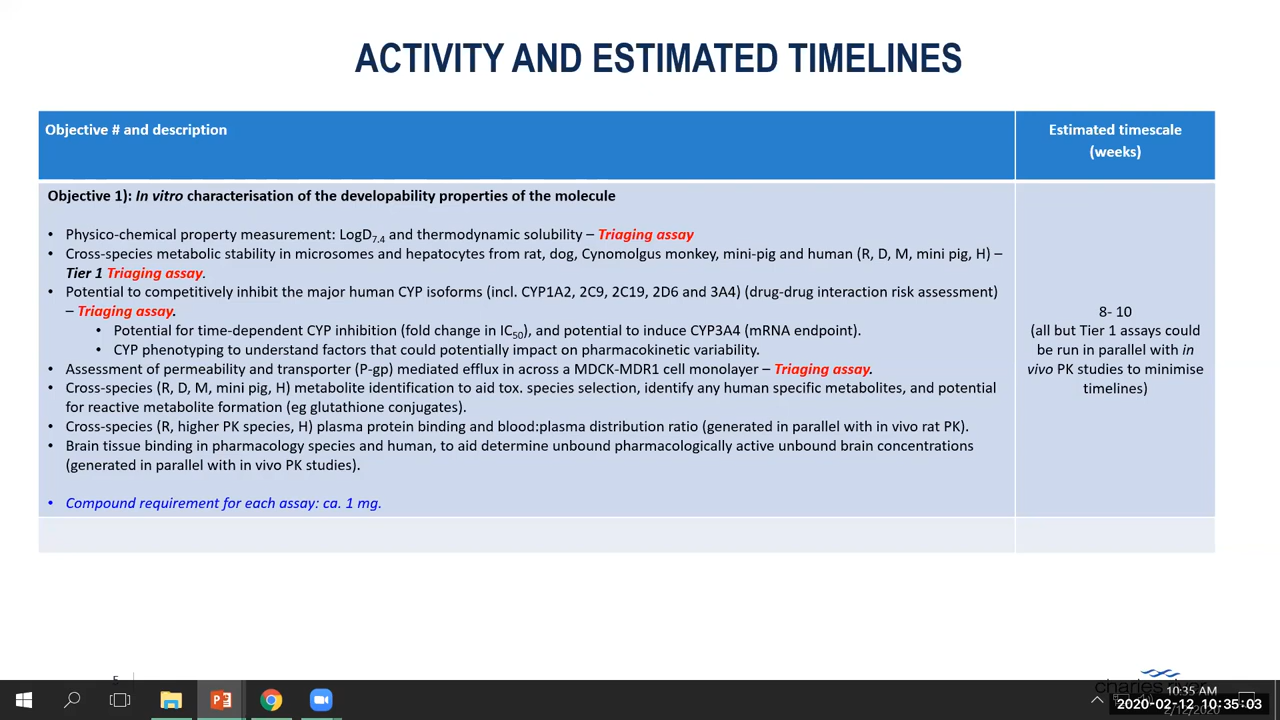 ACTIVITY AND ESTIMATED TIMELINES
Objective # and description
Estimated timescale
(weeks)
Objective 1): In vitro characterisation of the developability properties of the molecule
• Physico-chemical property measurement: LogD7.4 and thermodynamic solubility – Triaging assay
• Cross-species metabolic stability in microsomes and hepatocytes from rat, dog, Cynomolgus monkey, mini-pig and human (R, D, M, mini pig, H) –
Tier 1 Triaging assay.
• Potential to competitively inhibit the major human CYP isoforms (incl. CYP1A2, 2C9, 2C19, 2D6 and 3A4) (drug-drug interaction risk assessment)
– Triaging assay.
• Potential for time-dependent CYP inhibition (fold change in IC50), and potential to induce CYP3A4 (mRNA endpoint).
• CYP phenotyping to understand factors that could potentially impact on pharmacokinetic variability.
• Assessment of permeability and transporter (P-gp) mediated efflux in across a MDCK-MDR1 cell monolayer – Triaging assay.
• Cross-species (R, D, M, mini pig, H) metabolite identification to aid tox. species selection, identify any human specific metabolites, and potential
for reactive metabolite formation (eg glutathione conjugates).
• Cross-species (R, higher PK species, H) plasma protein binding and blood:plasma distribution ratio (generated in parallel with in vivo rat PK).
• Brain tissue binding in pharmacology species and human, to aid determine unbound pharmacologically active unbound brain concentrations
(generated in parallel with in vivo PK studies).
• Compound requirement for each assay: ca. 1 mg.
8- 10
(all but Tier 1 assays could
be run in parallel with in
vivo PK studies to minimise
timelines)
5
charles river
10:35 AM
2020-02-12 10:35:03
2/12/2020